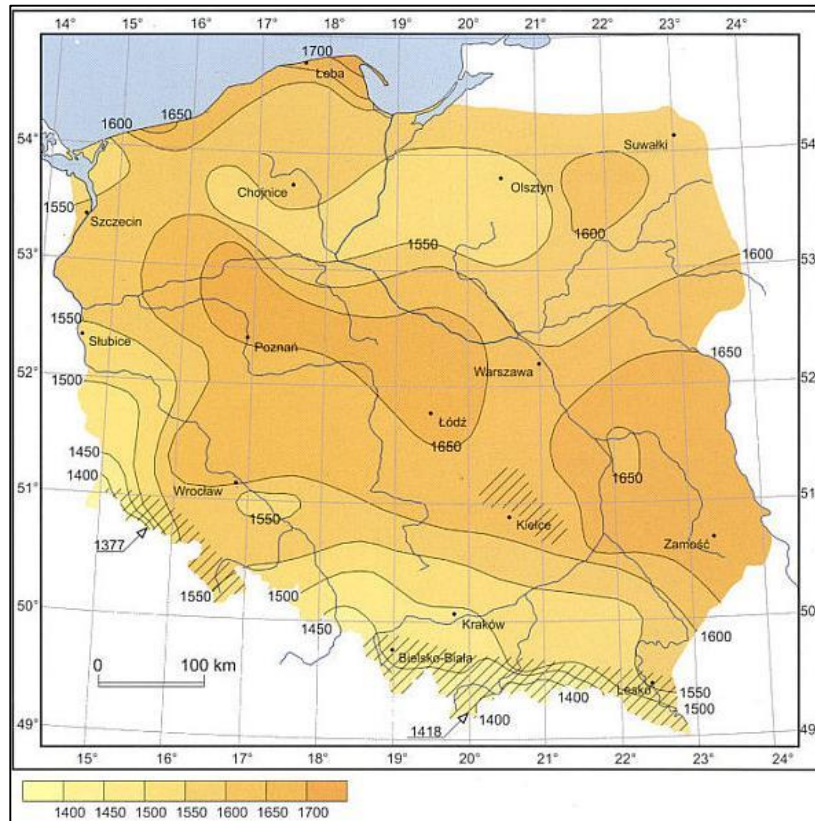 14° 15° 16° 17° 18° 19° 20° 21° 22° 23° 24°
1700
Łeba
1650
1600
54° 54
Suwałki
Chojnice
Olsztyn
1550
Szczecin
1600
1550
53° 1600 53
1550
Słubice
1650
Poznań
52° Warszawa 52
1500
Łódź
1650
1650
1450
1400
51° Wrocław 51
1550
Kielce
1377
Zamość
1550
1500
50° 50
Kraków
1450
1600
0 100 km
Bielsko-Biała
1400
Lesko 1550
1500
49° 1418 1400 49
15° 16° 17° 18° 19° 20° 21° 22° 23° 24°
1400 1450 1500 1550 1600 1650 1700